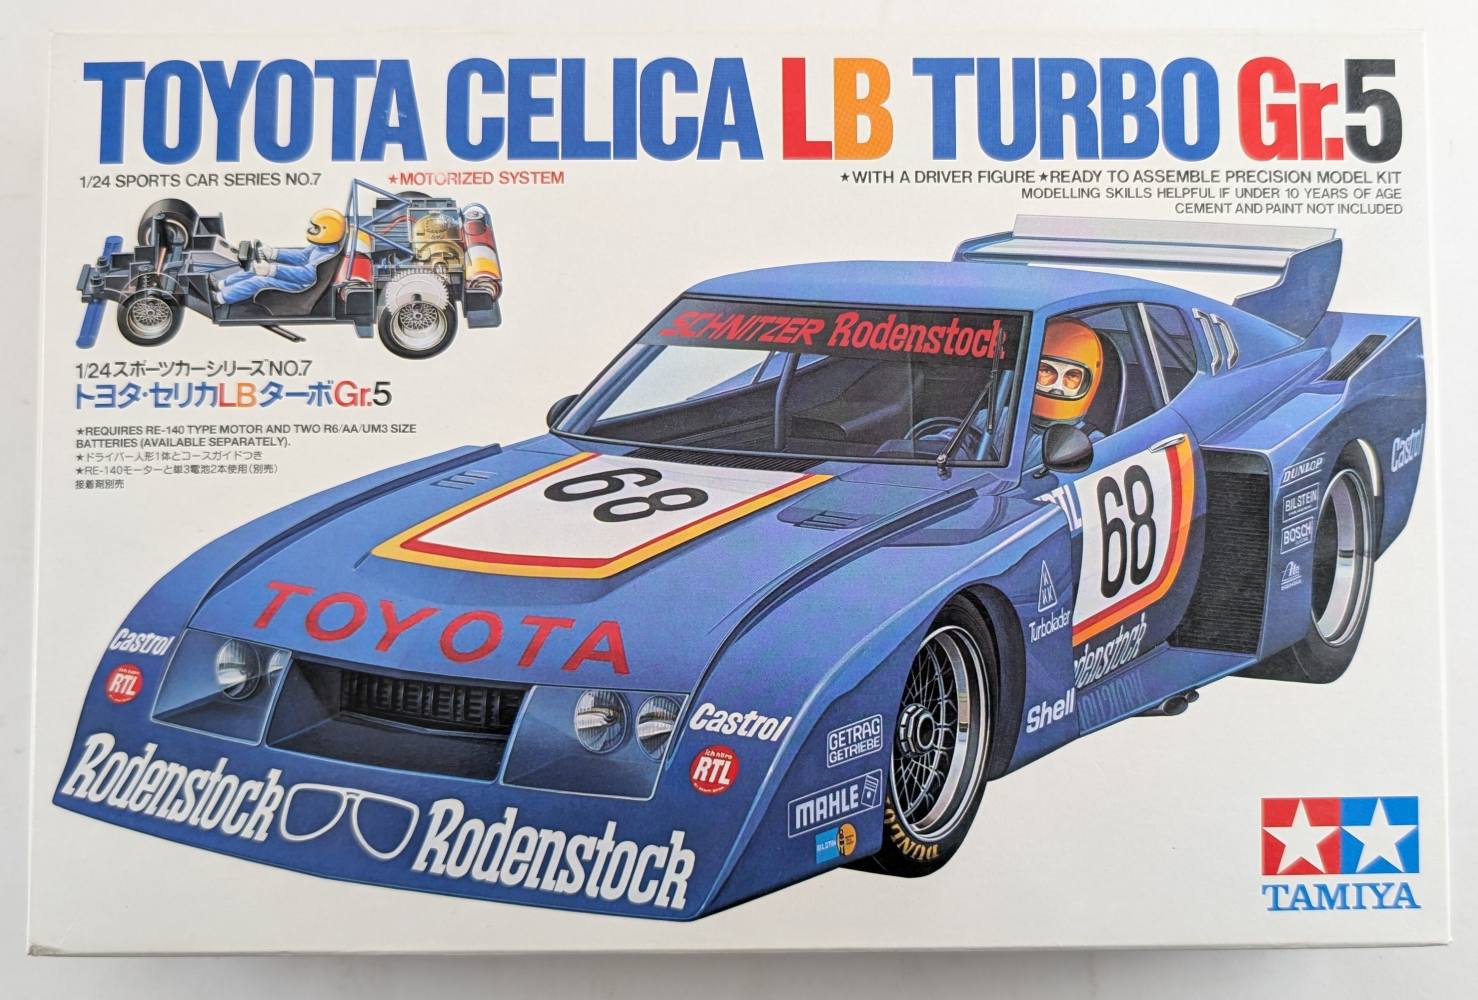 TOYOTA CELICA LB TURBO Gr.5
1/24 SPORTS CAR SERIES NO.7
★MOTORIZED SYSTEM
★WITH A DRIVER FIGURE ★READY TO ASSEMBLE PRECISION MODEL KIT
MODELLING SKILLS HELPFUL IF UNDER 10 YEARS OF AGE
CEMENT AND PAINT NOT INCLUDED
1/24スポーツカーシリーズNO.7
トヨタ・セリカLBターボGr.5
★REQUIRES RE-140 TYPE MOTOR AND TWO R6/AA/UM3 SIZE
BATTERIES (AVAILABLE SEPARATELY).
★ドライバー人形1体とコースガイドつき
★RE-140モーターと単3電池2本使用(別売)
接着剤別売
SCHNITZER Rodenstock
68
TOYOTA
68
RTL
DUNLOP
BILSTEIN
BOSCH
Castrol
KKK
Turbolader
Rodenstock
Shell
Castrol
RTL
Castrol
ich höre
RTL
GETRAG
GETRIEBE
MAHLE
BILSTEIN
DUNLO
Rodenstock
Rodenstock
TAMIYA